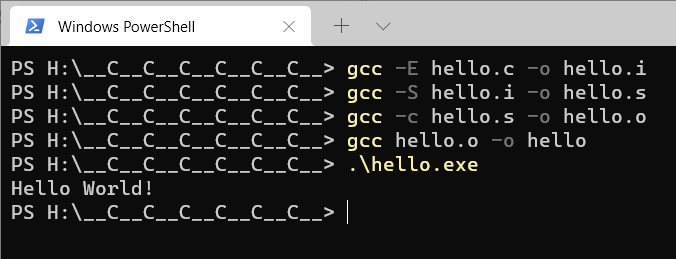 Windows PowerShell
PS H:\__C__C__C__C__C__C__> gcc -E hello.c -o hello.i
PS H:\__C__C__C__C__C__C__> gcc -S hello.i -o hello.s
PS H:\__C__C__C__C__C__C__> gcc -c hello.s -o hello.o
PS H:\__C__C__C__C__C__C__> gcc hello.o -o hello
PS H:\__C__C__C__C__C__C__> .\hello.exe
Hello World!
PS H:\__C__C__C__C__C__C__>